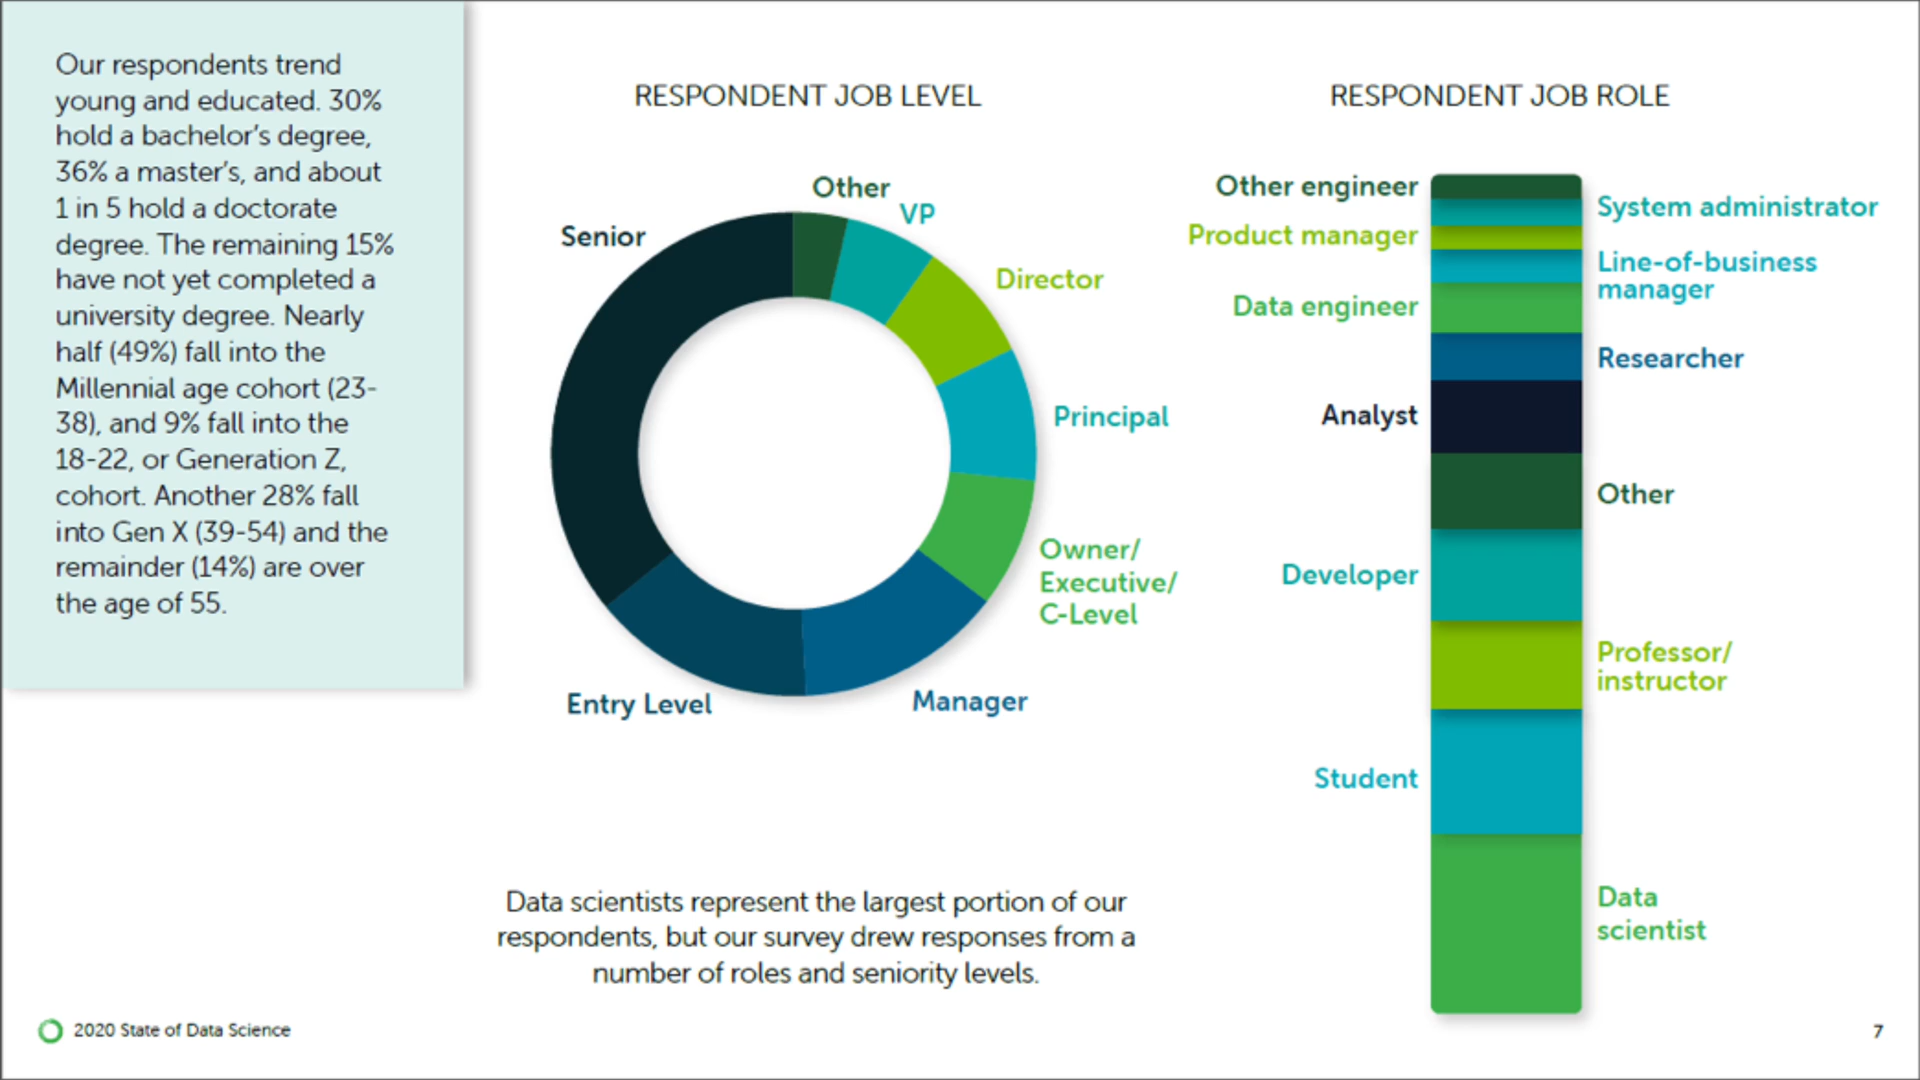 Our respondents trend
young and educated. 30%
hold a bachelor's degree,
36% a master's, and about
1 in 5 hold a doctorate
degree. The remaining 15%
have not yet completed a
university degree. Nearly
half (49%) fall into the
Millennial age cohort (23-
38), and 9% fall into the
18-22, or Generation Z,
cohort. Another 28% fall
into Gen X (39-54) and the
remainder (14%) are over
the age of 55.
RESPONDENT JOB LEVEL
Other
VP
Senior
Director
Principal
Owner/
Executive/
C-Level
Manager
Entry Level
Data scientists represent the largest portion of our
respondents, but our survey drew responses from a
number of roles and seniority levels.
RESPONDENT JOB ROLE
Other engineer
System administrator
Product manager
Line-of-business
manager
Data engineer
Researcher
Analyst
Other
Developer
Professor/
instructor
Student
Data
scientist
2020 State of Data Science
7